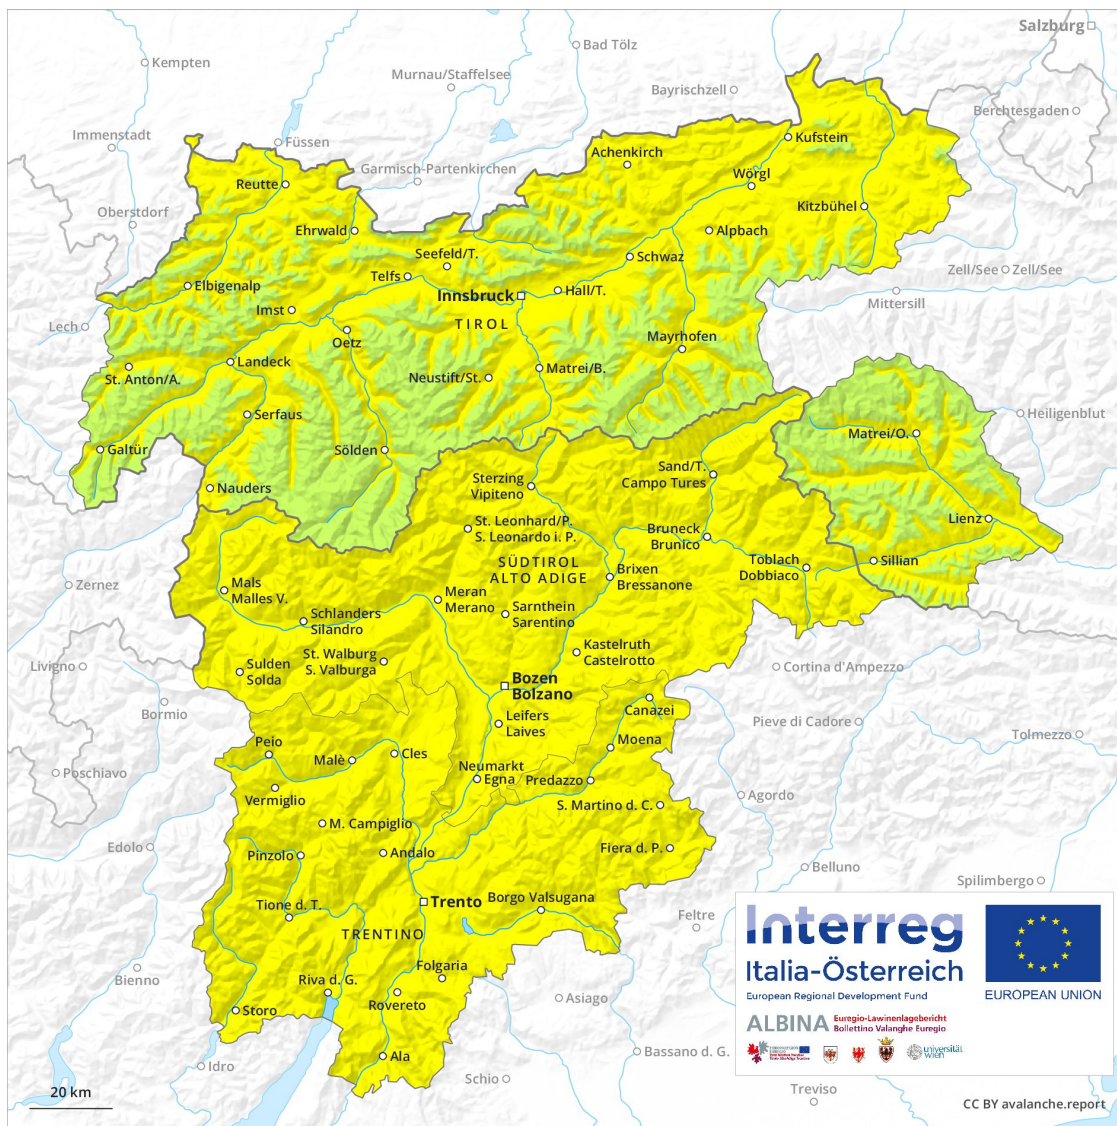 Salzburg
Bad Tölz
Kempten
Murnau/Staffelsee
Bayrischzell
Berchtesgaden
Immenstadt
Füssen
Kufstein
Achenkirch
Garmisch-Partenkirchen
Wörgl
Reutte
Oberstdorf
Kitzbühel
Ehrwald
Alpbach
Seefeld/T.
Schwaz
Telfs
Zell/See
Zell/See
Elbigenalp
Hall/T.
Innsbruck
Mittersill
Imst
TIROL
Lech
Oetz
Mayrhofen
Landeck
Matrei/B.
St. Anton/A.
Neustift/St.
Serfaus
Heiligenblut
Matrei/O.
Galtür
Sölden
Sand/T.
Campo Tures
Sterzing
Vipiteno
Nauders
St. Leonhard/P.
S. Leonardo i. P.
Lienz
Bruneck
Brunico
SÜDTIROL
ALTO ADIGE
Toblach
Dobbiaco
Sillian
Brixen
Bressanone
Zernez
Mals
Malles V.
Meran
Merano
Sarnthein
Sarentino
Schlanders
Silandro
Kastelruth
Castelrotto
St. Walburg
S. Valburga
Livigno
Sulden
Solda
Cortina d'Ampezzo
Bozen
Bolzano
Bormio
Canazei
Leifers
Laives
Pieve di Cadore
Tolmezzo
Peio
Moena
Cles
Malè
Poschiavo
Neumarkt
Egna
Predazzo
Vermiglio
Agordo
S. Martino d. C.
M. Campiglio
Edolo
Pinzolo
Andalo
Fiera d. P.
Belluno
Spilimbergo
Trento
Borgo Valsugana
Tione d. T.
Feltre
TRENTINO
Folgaria
Bienno
Riva d. G.
Rovereto
Asiago
Storo
Ala
Bassano d. G.
Idro
Schio
Treviso
20 km
Interreg
Italia-Österreich
European Regional Development Fund
EUROPEAN UNION
ALBINA
Euregio-Lawinenlagebericht
Bollettino Valanghe Euregio
universität
wien
CC BY avalanche.report